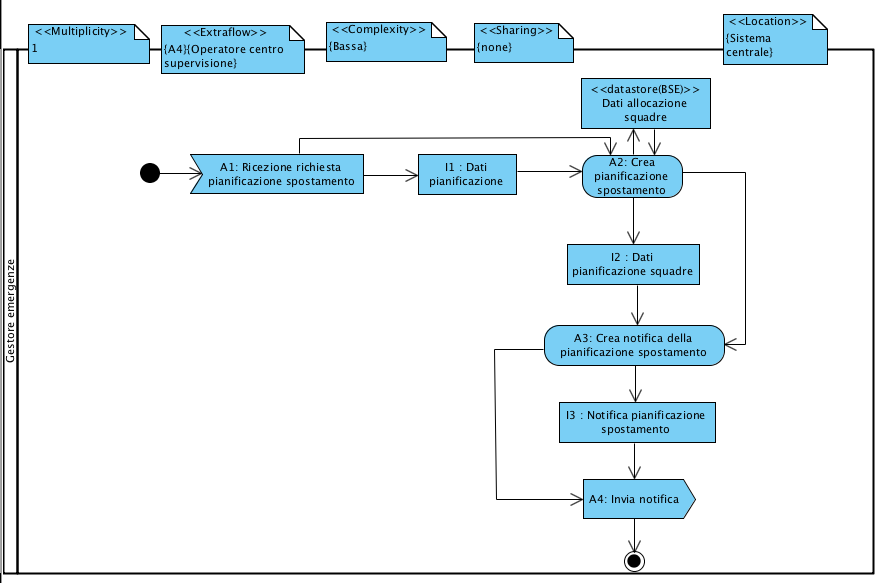 <<Multiplicity>>
1
<<Extraflow>>
{A4}{Operatore centro
supervisione}
<<Complexity>>
{Bassa}
<<Sharing>>
{none}
<<Location>>
{Sistema
centrale}
<<datastore(BSE)>>
Dati allocazione
squadre
A1: Ricezione richiesta
pianificazione spostamento
I1 : Dati
pianificazione
A2: Crea
pianificazione
spostamento
I2 : Dati
pianificazione squadre
Gestore emergenze
A3: Crea notifica della
pianificazione spostamento
I3 : Notifica pianificazione
spostamento
A4: Invia notifica